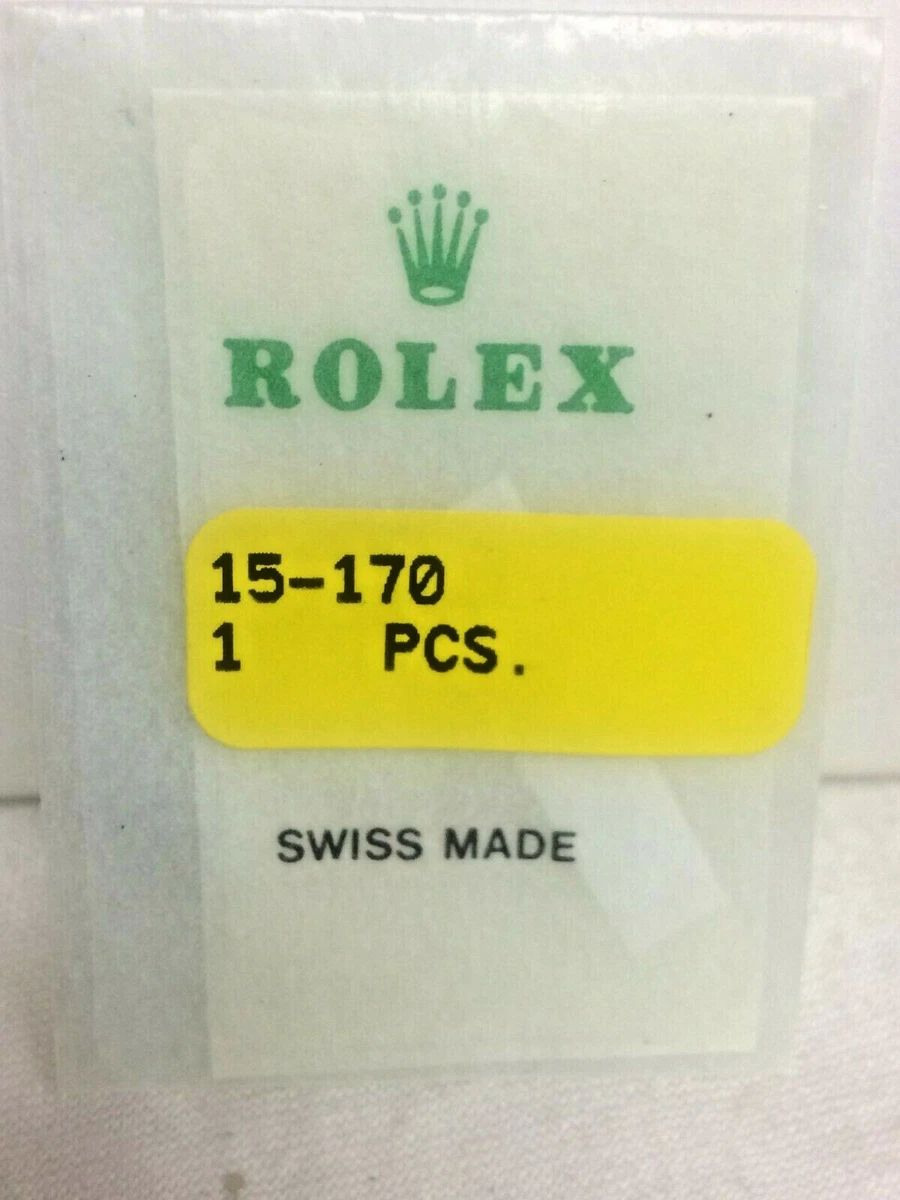 ROLEX
15-170
1 PCS.
SWISS MADE